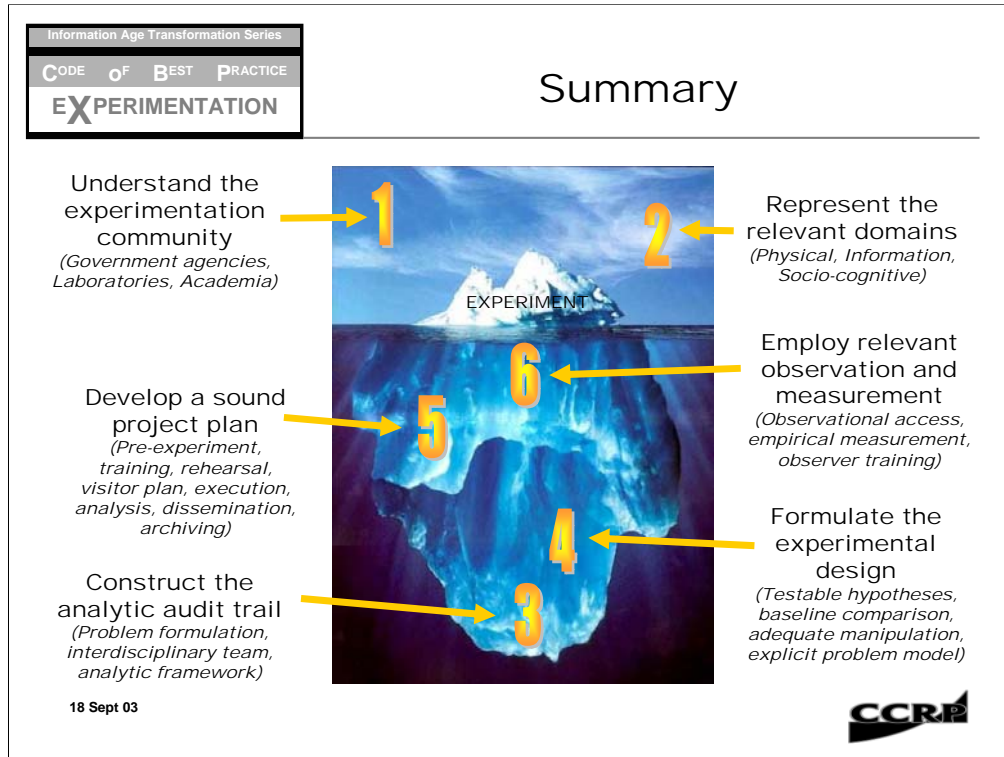 Information Age Transformation Series
CODE OF BEST PRACTICE
EXPERIMENTATION
Summary
Understand the
experimentation
community
(Government agencies,
Laboratories, Academia)
1
2
Represent the
relevant domains
(Physical, Information,
Socio-cognitive)
EXPERIMENT
Employ relevant
observation and
measurement
(Observational access,
empirical measurement,
observer training)
6
Develop a sound
project plan
(Pre-experiment,
training, rehearsal,
visitor plan, execution,
analysis, dissemination,
archiving)
5
Formulate the
experimental
design
(Testable hypotheses,
baseline comparison,
adequate manipulation,
explicit problem model)
4
Construct the
analytic audit trail
(Problem formulation,
interdisciplinary team,
analytic framework)
3
18 Sept 03
CCRP